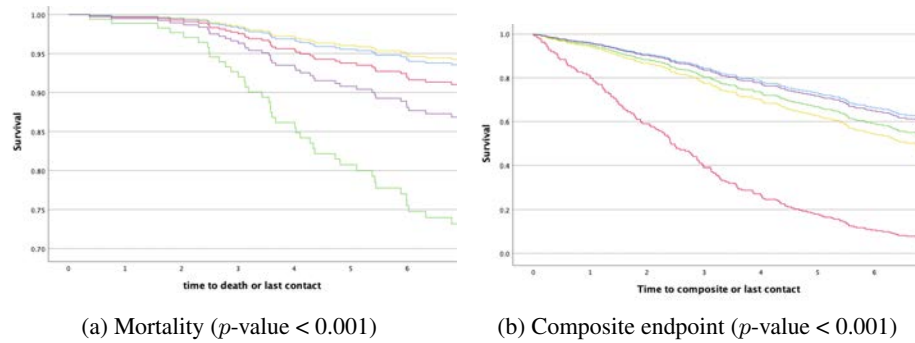 1.00
0.95
0.90
0.85
0.80
0.75
0.70
Survival
0 1 2 3 4 5 6
time to death or last contact
(a) Mortality (p-value < 0.001)
1.0
0.8
0.6
0.4
0.2
0.0
Survival
0 1 2 3 4 5 6
Time to composite or last contact
(b) Composite endpoint (p-value < 0.001)